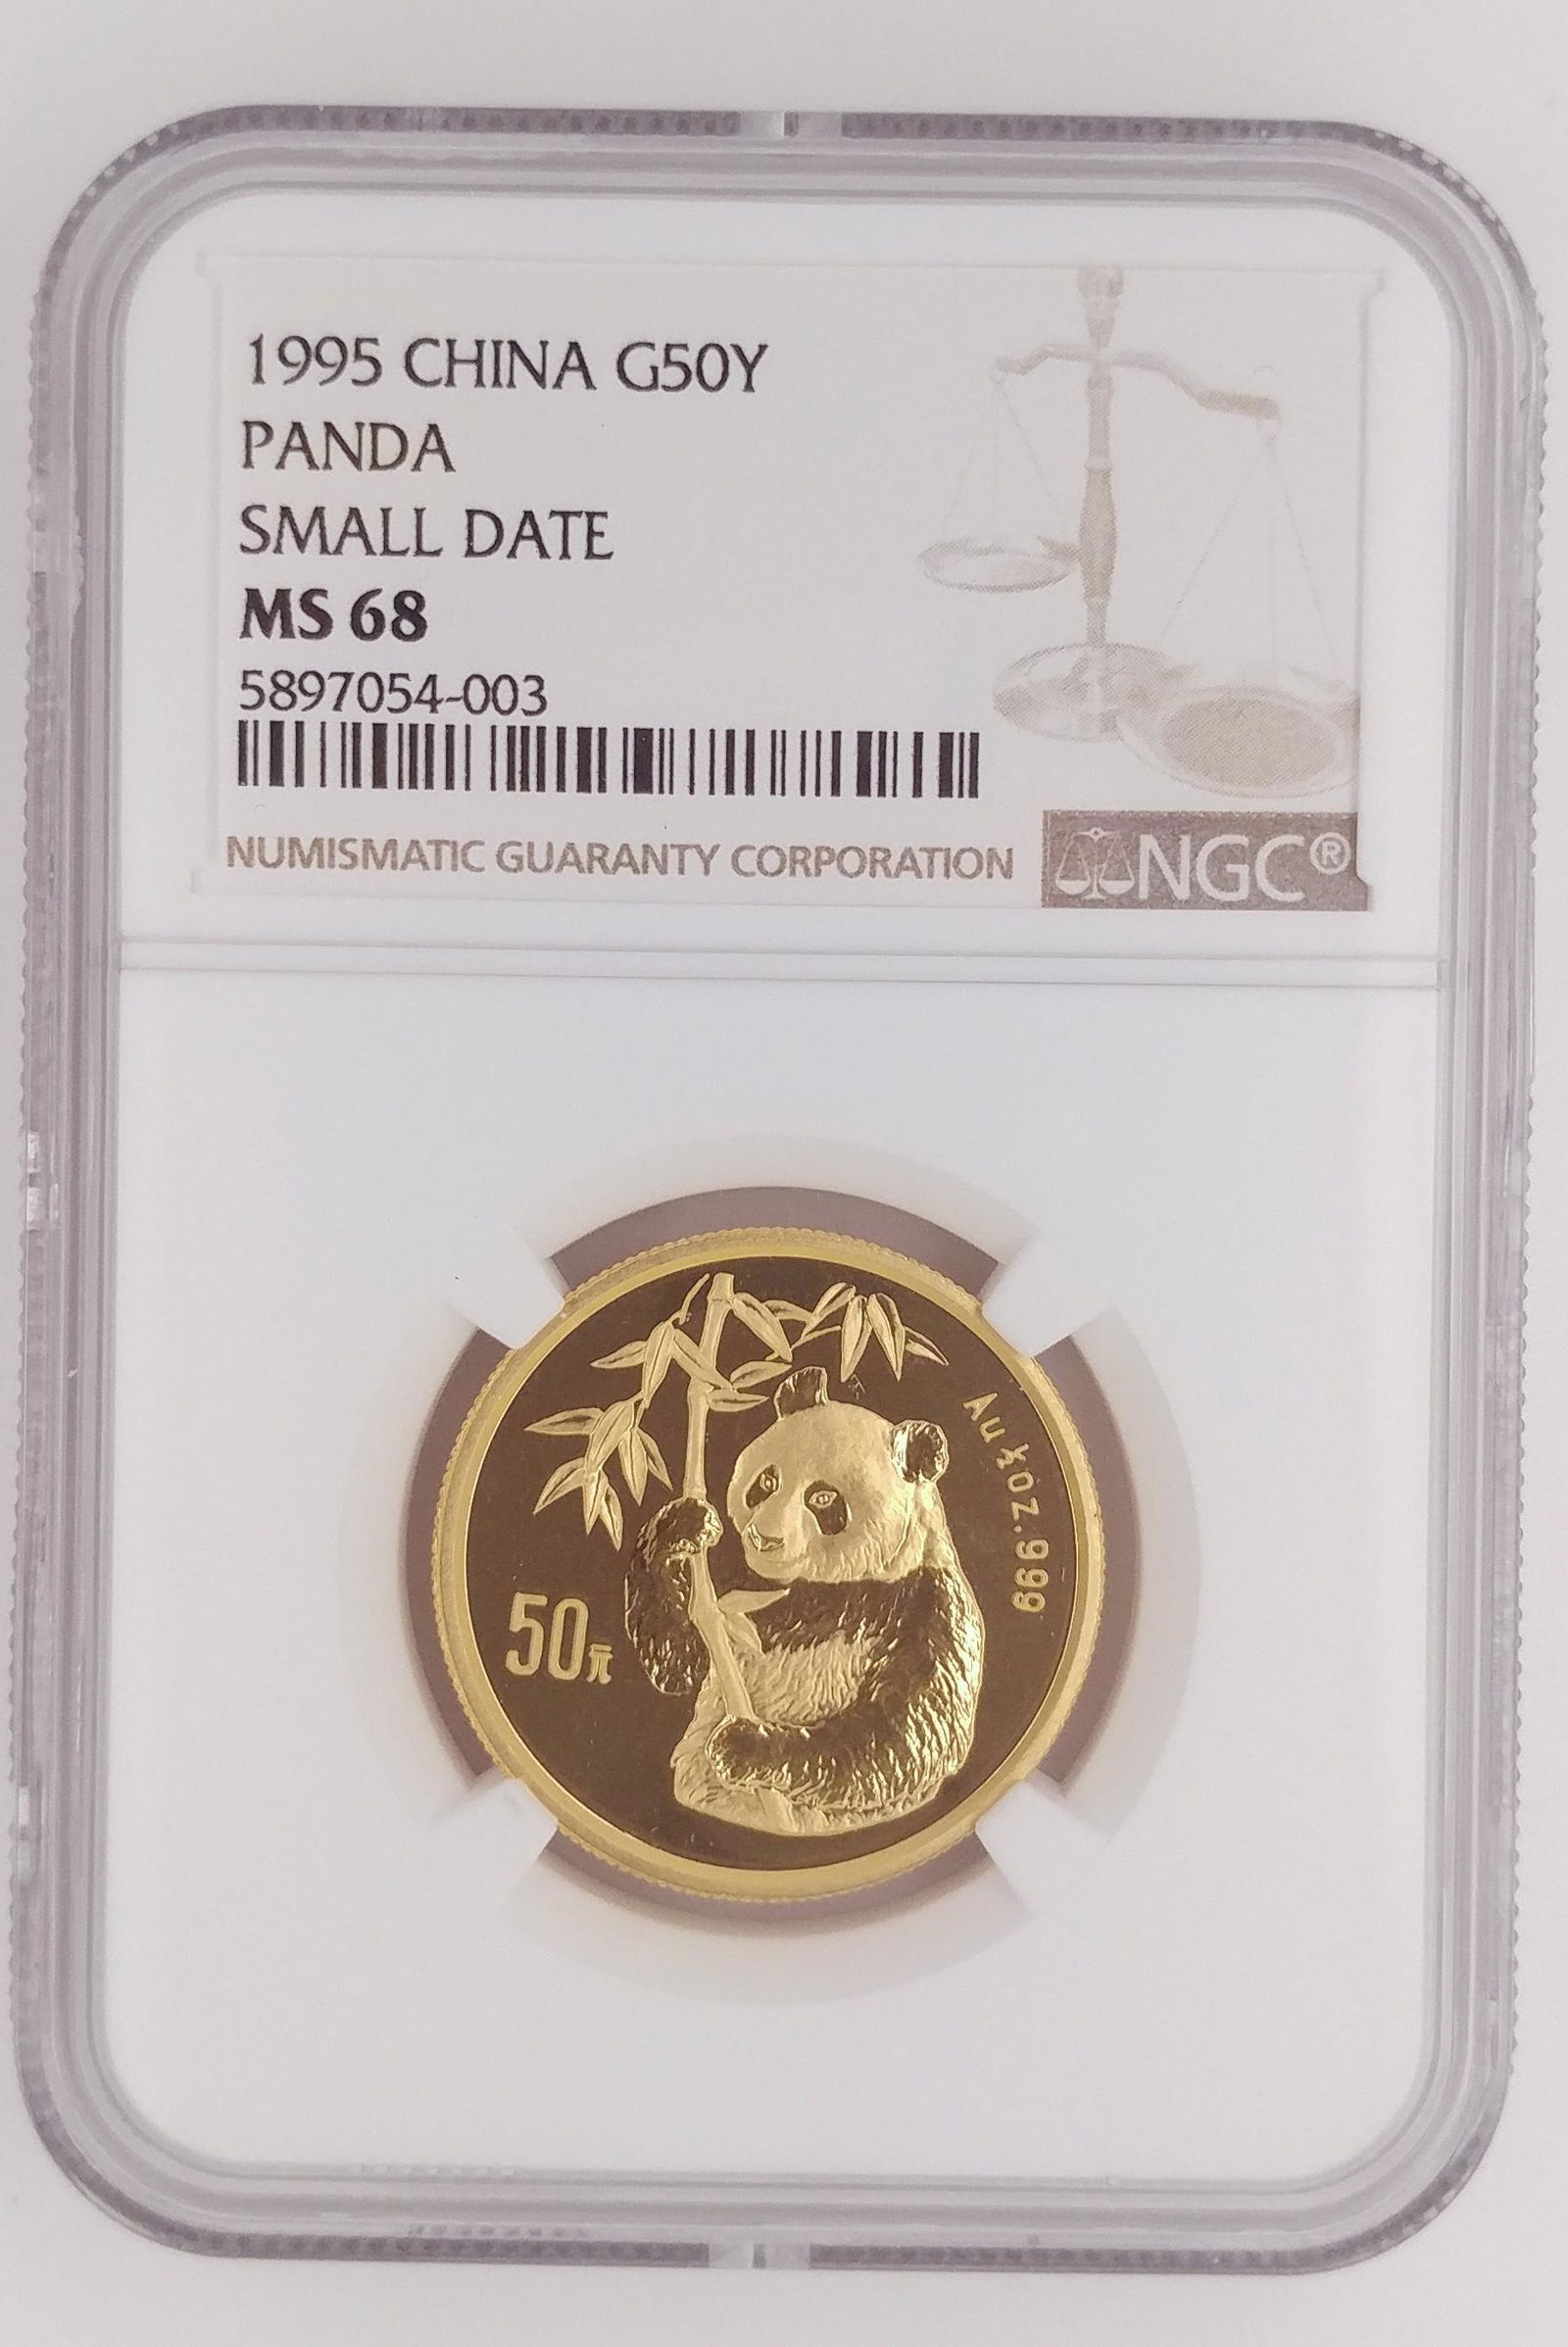 1995 CHINA G50Y
PANDA
SMALL DATE
MS 68
5897054-003
NUMISMATIC GUARANTY CORPORATION
NGC®
Au ½oz. 999
50元